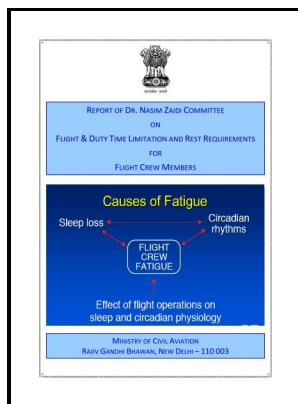 REPORT OF DR. NASIM ZAIDI COMMITTEE
ON
FLIGHT & DUTY TIME LIMITATION AND REST REQUIREMENTS
FOR
FLIGHT CREW MEMBERS
Causes of Fatigue
Sleep loss
Circadian
rhythms
FLIGHT
CREW
FATIGUE
Effect of flight operations on
sleep and circadian physiology
MINISTRY OF CIVIL AVIATION
RAJIV GANDHI BHAWAN, NEW DELHI – 110 003